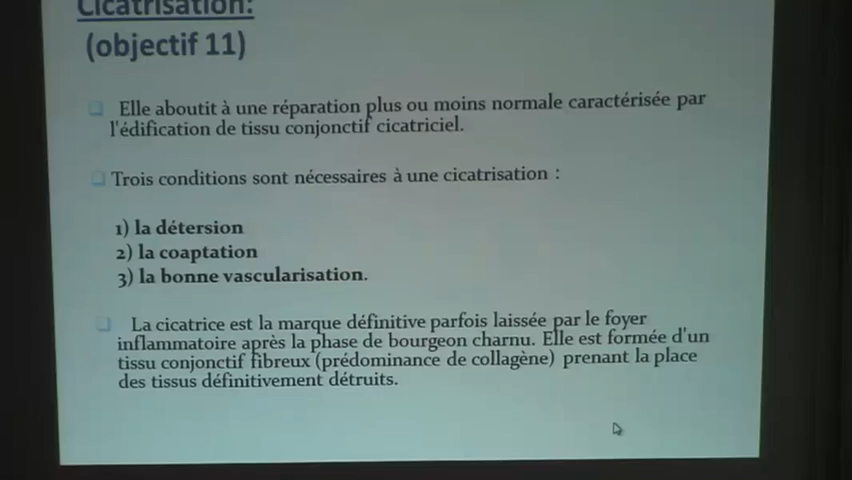 Cicatrisation:
(objectif 11)
Elle aboutit à une réparation plus ou moins normale caractérisée par
l'édification de tissu conjonctif cicatriciel.
Trois conditions sont nécessaires à une cicatrisation :
1) la détersion
2) la coaptation
3) la bonne vascularisation.
La cicatrice est la marque définitive parfois laissée par le foyer
inflammatoire après la phase de bourgeon charnu. Elle est formée d'un
tissu conjonctif fibreux (prédominance de collagène) prenant la place
des tissus définitivement détruits.